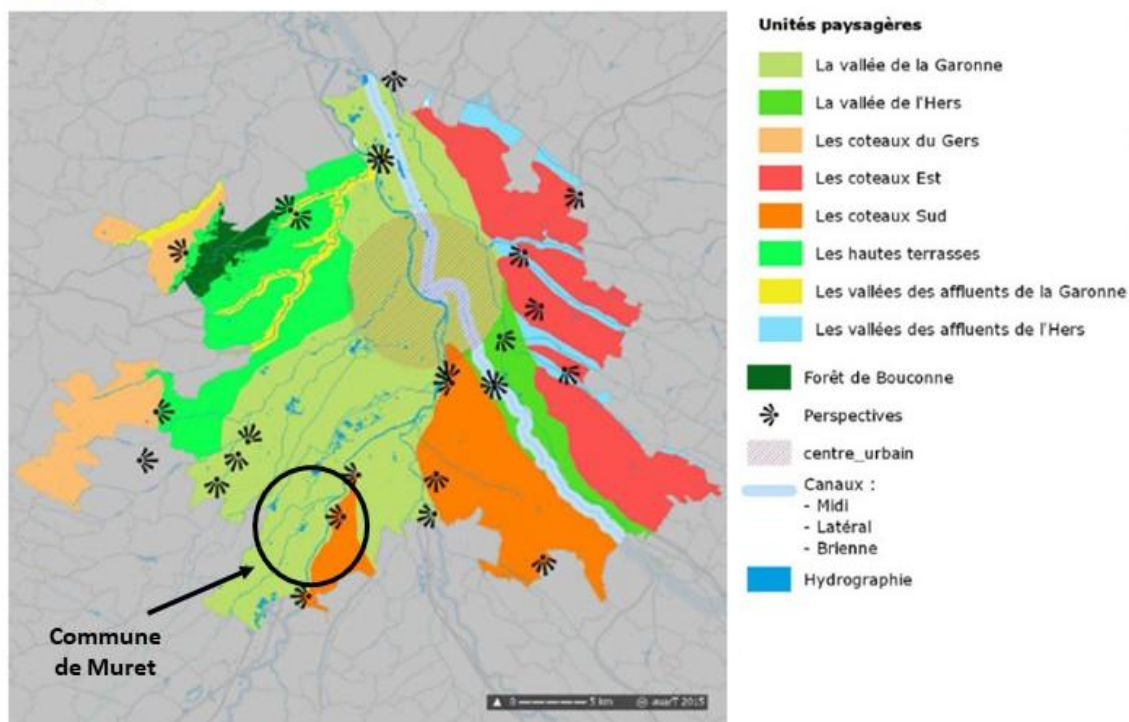 Unités paysagères
La vallée de la Garonne
La vallée de l'Hers
Les coteaux du Gers
Les coteaux Est
Les coteaux Sud
Les hautes terrasses
Les vallées des affluents de la Garonne
Les vallées des affluents de l'Hers
Forêt de Bouconne
Perspectives
centre_urbain
Canaux :
- Midi
- Latéral
- Brienne
Hydrographie
Commune
de Muret
0 5 km aua/T 2015